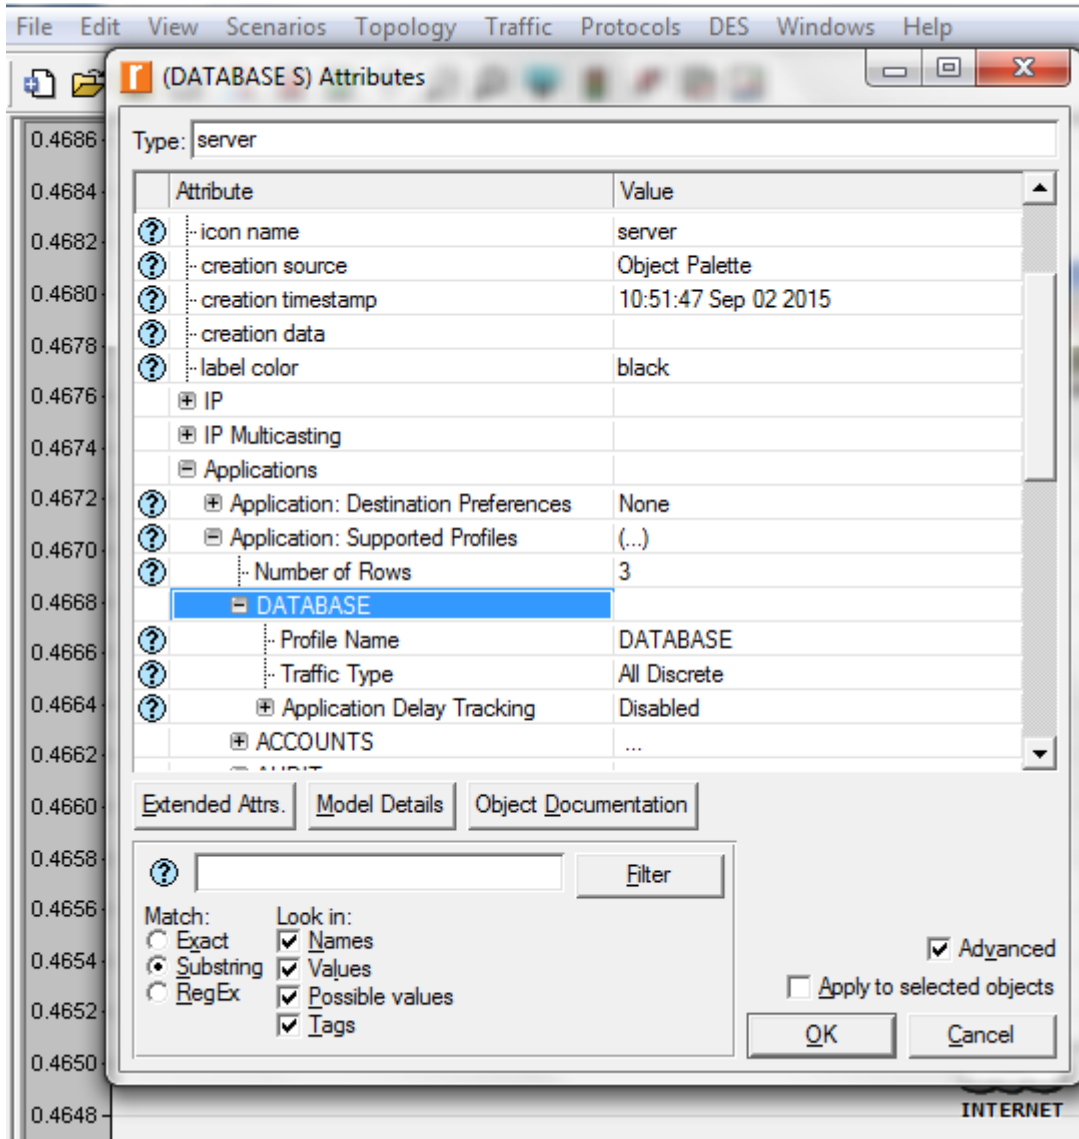 File Edit View Scenarios Topology Traffic Protocols DES Windows Help
(DATABASE S) Attributes
Type: server
Attribute Value
icon name server
creation source Object Palette
creation timestamp 10:51:47 Sep 02 2015
creation data
label color black
IP
IP Multicasting
Applications
Application: Destination Preferences None
Application: Supported Profiles (...)
Number of Rows 3
DATABASE
Profile Name DATABASE
Traffic Type All Discrete
Application Delay Tracking Disabled
ACCOUNTS ...
Extended Attrs. Model Details Object Documentation
Filter
Match: Look in:
Exact Names
Substring Values
RegEx Possible values
Tags
Advanced
Apply to selected objects
OK Cancel
INTERNET
0.4686
0.4684
0.4682
0.4680
0.4678
0.4676
0.4674
0.4672
0.4670
0.4668
0.4666
0.4664
0.4662
0.4660
0.4658
0.4656
0.4654
0.4652
0.4650
0.4648